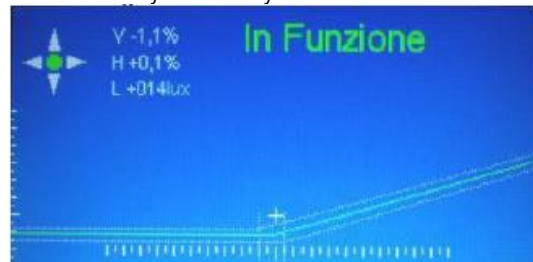 V -1,1%
In Funzione
H +0,1%
L +014lux